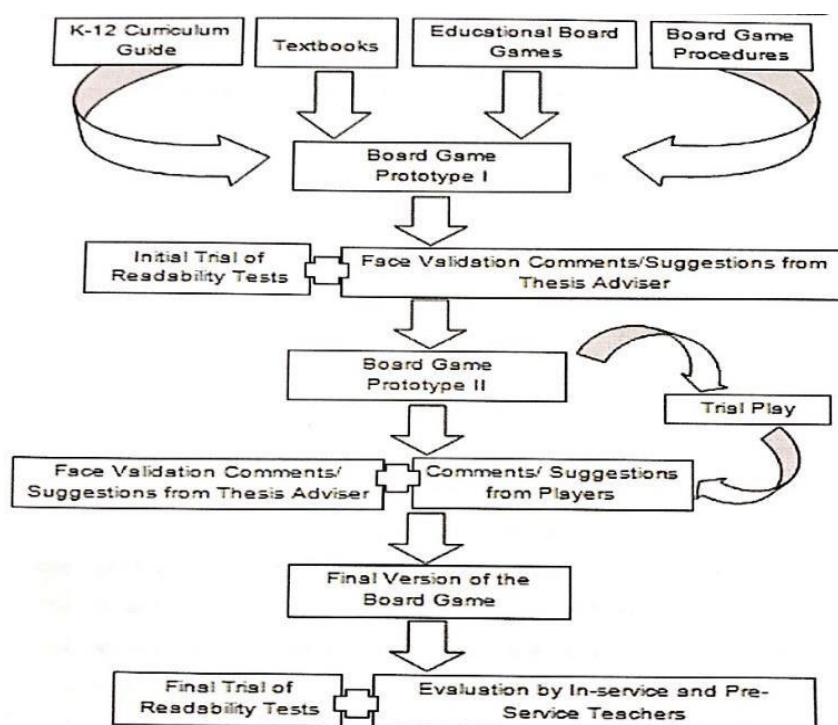 K-12 Curriculum
Guide
Textbooks
Educational Board
Games
Board Game
Procedures
Board Game
Prototype I
Initial Trial of
Readability Tests
Face Validation Comments/Suggestions from
Thesis Adviser
Board Game
Prototype II
Trial Play
Face Validation Comments/
Suggestions from Thesis Adviser
Comments/ Suggestions
from Players
Final Version of the
Board Game
Final Trial of
Readability Tests
Evaluation by In-service and Pre-
Service Teachers